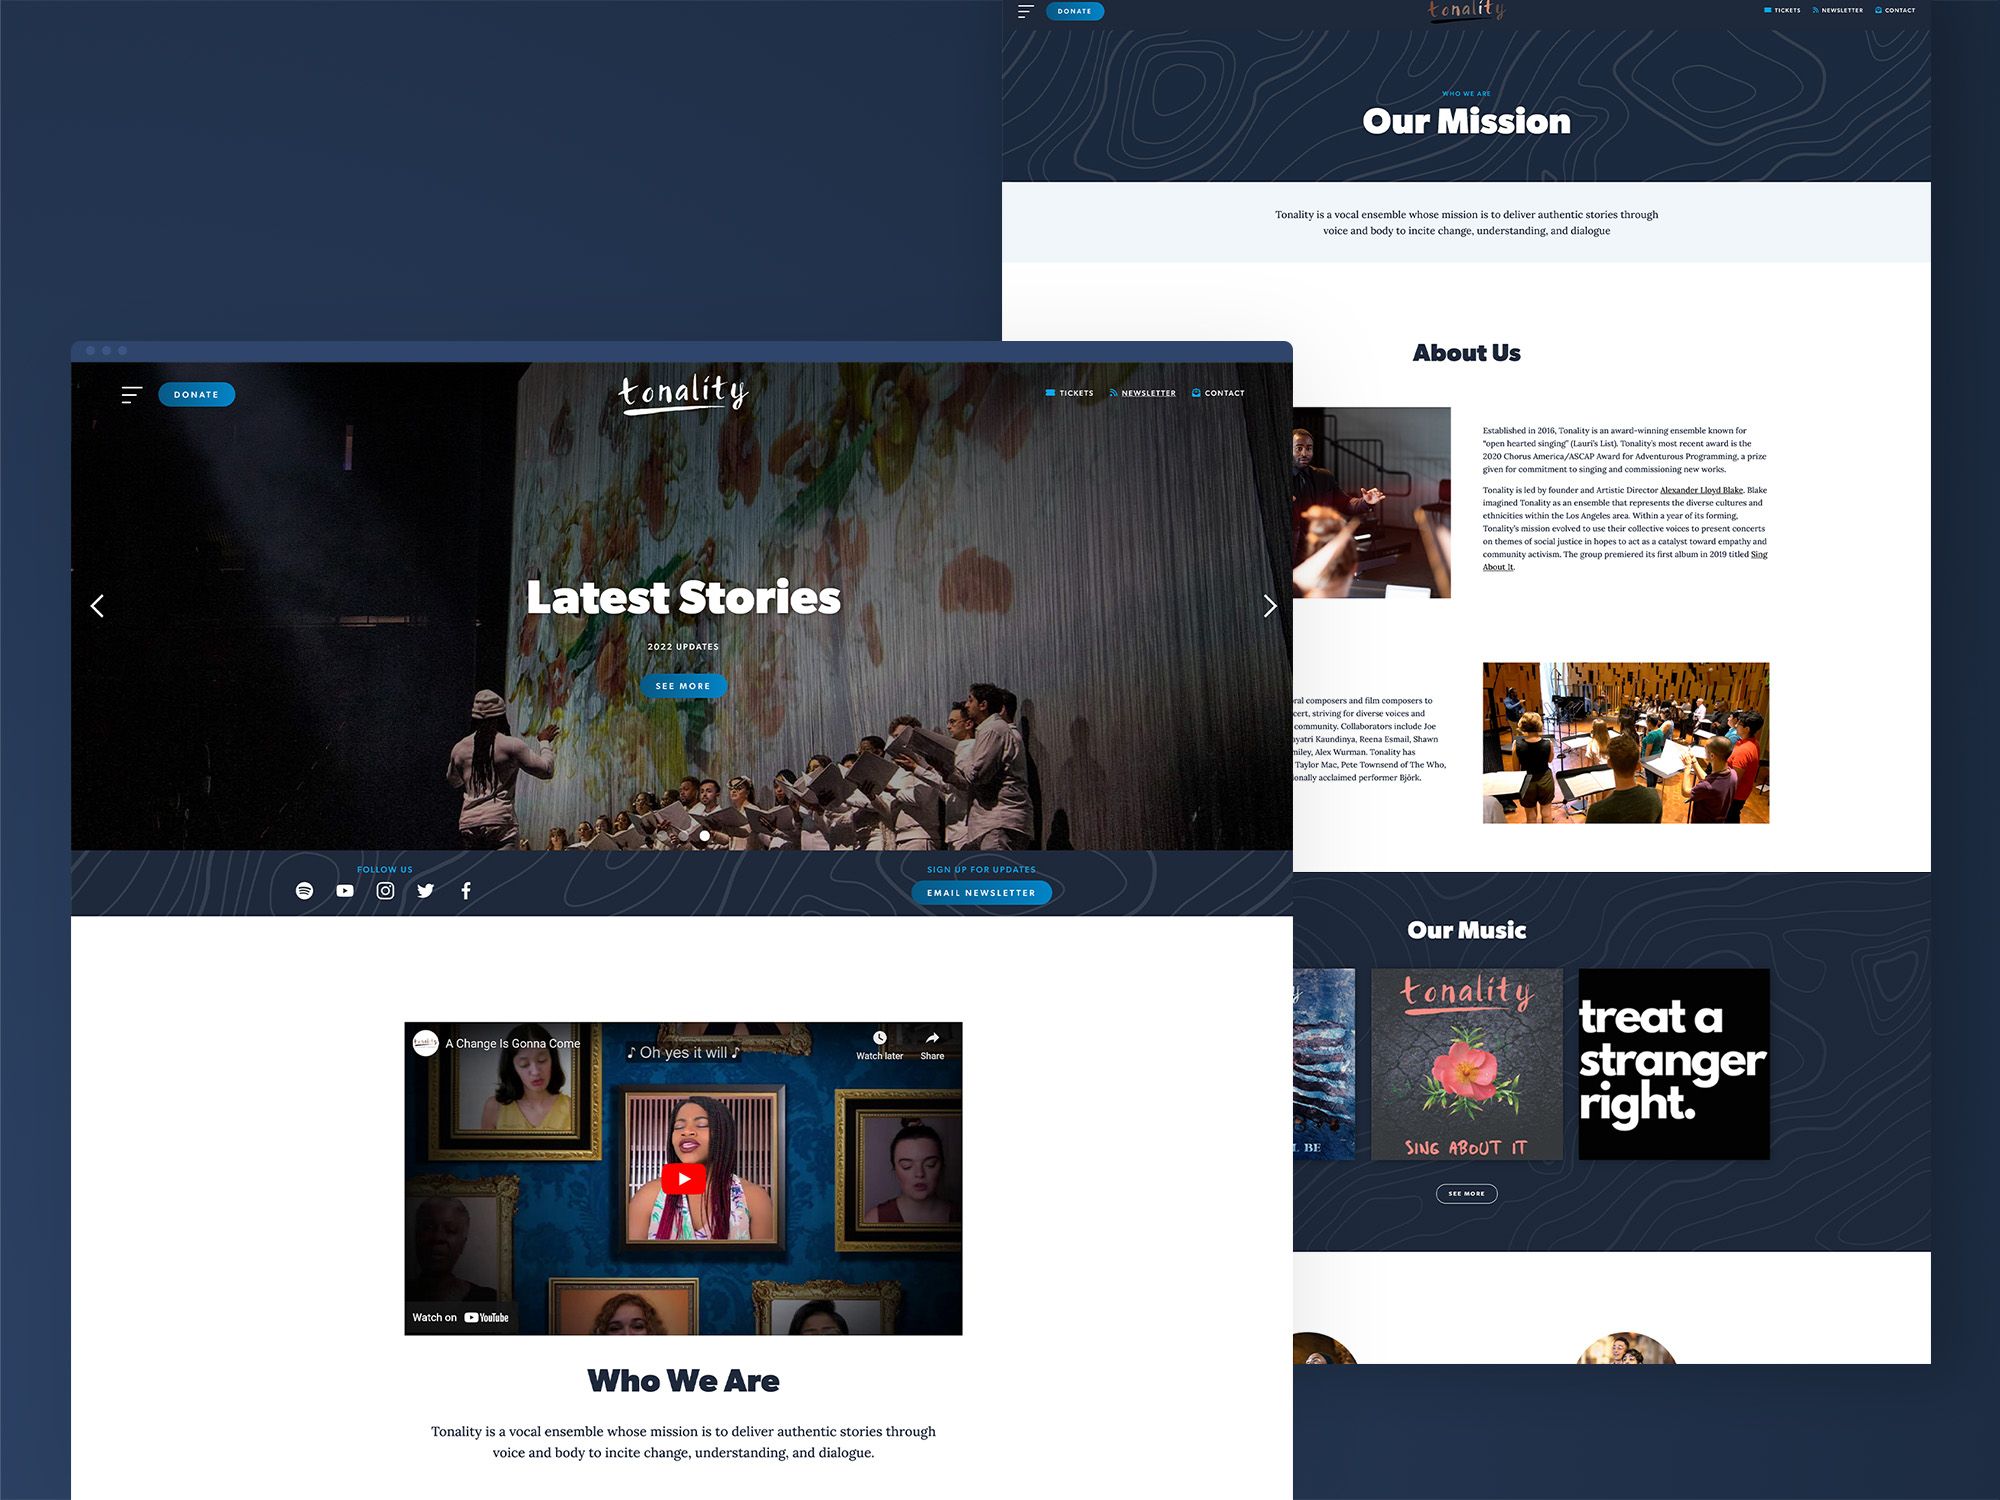 DONATE
tonality
TICKETS
NEWSLETTER
CONTACT
WHO WE ARE
Our Mission
Tonality is a vocal ensemble whose mission is to deliver authentic stories through
voice and body to incite change, understanding, and dialogue
About Us
Established in 2016, Tonality is an award-winning ensemble known for
“open hearted singing” (Lauri’s List). Tonality’s most recent award is the
2020 Chorus America/ASCAP Award for Adventurous Programming, a prize
given for commitment to singing and commissioning new works.
Tonality is led by founder and Artistic Director Alexander Lloyd Blake. Blake
imagined Tonality as an ensemble that represents the diverse cultures and
ethnicities within the Los Angeles area. Within a year of its forming,
Tonality’s mission evolved to use their collective voices to present concerts
on themes of social justice in hopes to act as a catalyst toward empathy and
community activism. The group premiered its first album in 2019 titled Sing
About It.
composers and film composers to
striving for diverse voices and
community. Collaborators include Joe
Kaundinya, Reena Esmail, Shawn
Alex Wurman. Tonality has
Taylor Mac, Pete Townsend of The Who,
acclaimed performer Björk.
Our Music
BE
tonality
SING ABOUT IT
treat a
stranger
right.
SEE MORE
DONATE
tonality
TICKETS
NEWSLETTER
CONTACT
Latest Stories
2022 UPDATES
SEE MORE
FOLLOW US
SIGN UP FOR UPDATES
EMAIL NEWSLETTER
tonality
A Change Is Gonna Come
♪ Oh yes it will ♪
Watch later
Share
Watch on YouTube
Who We Are
Tonality is a vocal ensemble whose mission is to deliver authentic stories through
voice and body to incite change, understanding, and dialogue.